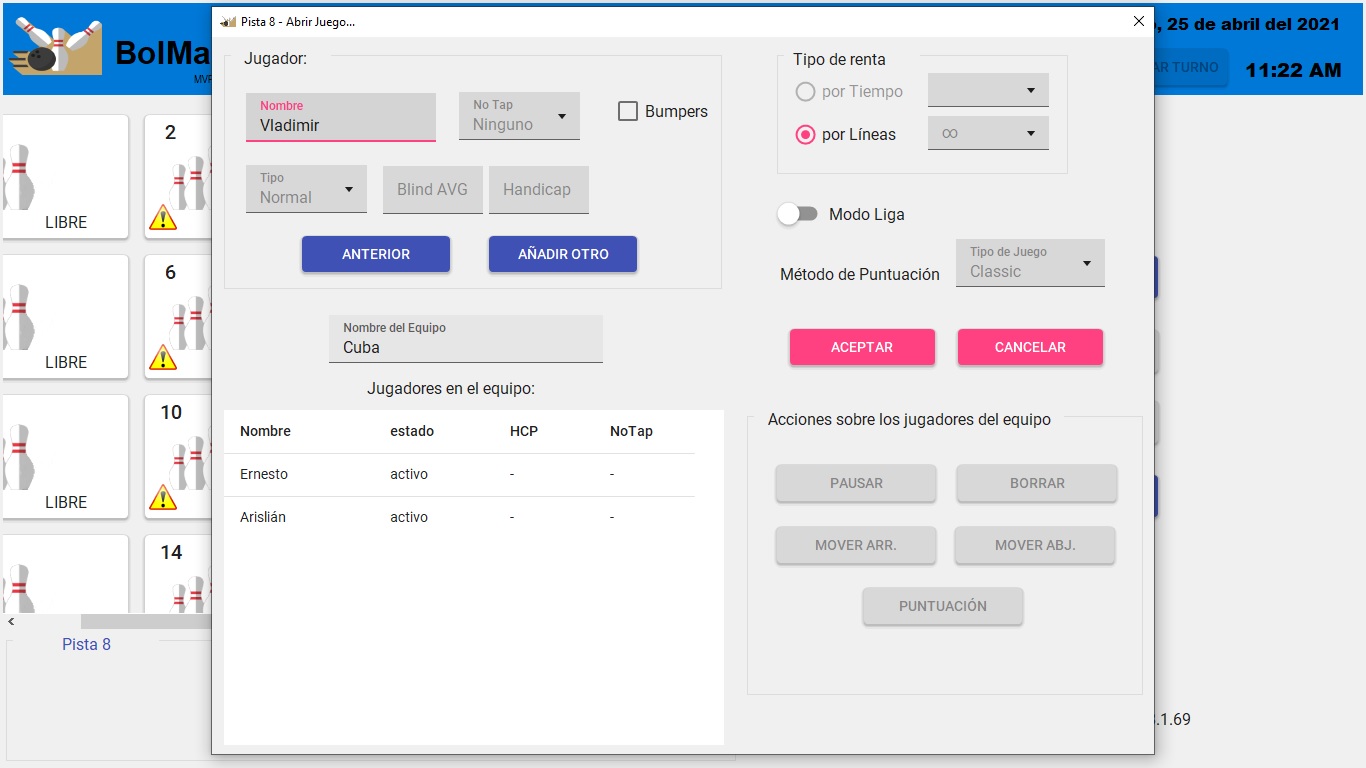 Pista 8 - Abrir Juego...
, 25 de abril del 2021
BolMa
MVP
AR TURNO
11:22 AM
2
LIBRE
6
LIBRE
10
LIBRE
14
Pista 8
Jugador:
Nombre
Vladimir
No Tap
Ninguno
Bumpers
Tipo
Normal
Blind AVG
Handicap
ANTERIOR
AÑADIR OTRO
Tipo de renta
por Tiempo
por Líneas
∞
Modo Liga
Método de Puntuación
Tipo de Juego
Classic
ACEPTAR
CANCELAR
Nombre del Equipo
Cuba
Jugadores en el equipo:
Nombre estado HCP NoTap
Ernesto activo - -
Arislián activo - -
Acciones sobre los jugadores del equipo
PAUSAR
BORRAR
MOVER ARR.
MOVER ABJ.
PUNTUACIÓN
.1.69